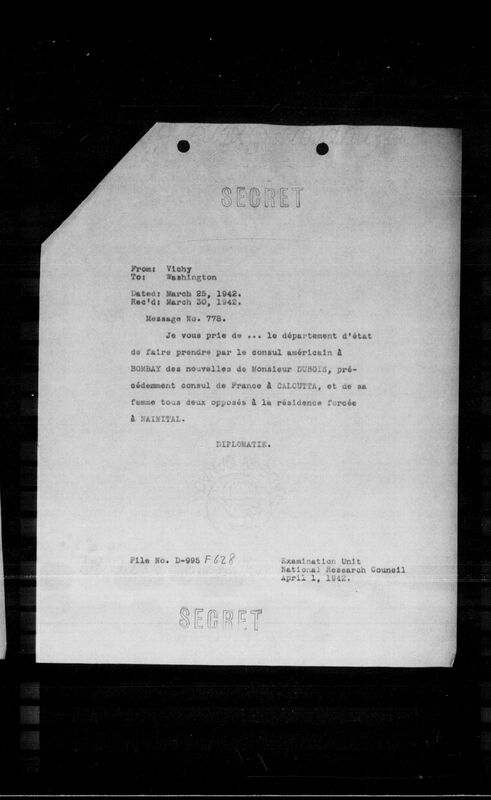 SECRET
From: Vichy
To: Washington
Dated: March 25, 1942.
Rec'd: March 30, 1942.
Message No. 778.
Je vous prie de ... le département d'état
de faire prendre par le consul américain à
BOMBAY des nouvelles de Monsieur DUBOIS, pré-
cédemment consul de France à CALCUTTA, et de sa
femme tous deux opposés à la résidence forcée
à NAINITAL.
DIPLOMATIE.
File No. D-995 F628
Examination Unit
National Research Council
April 1, 1942.
SECRET